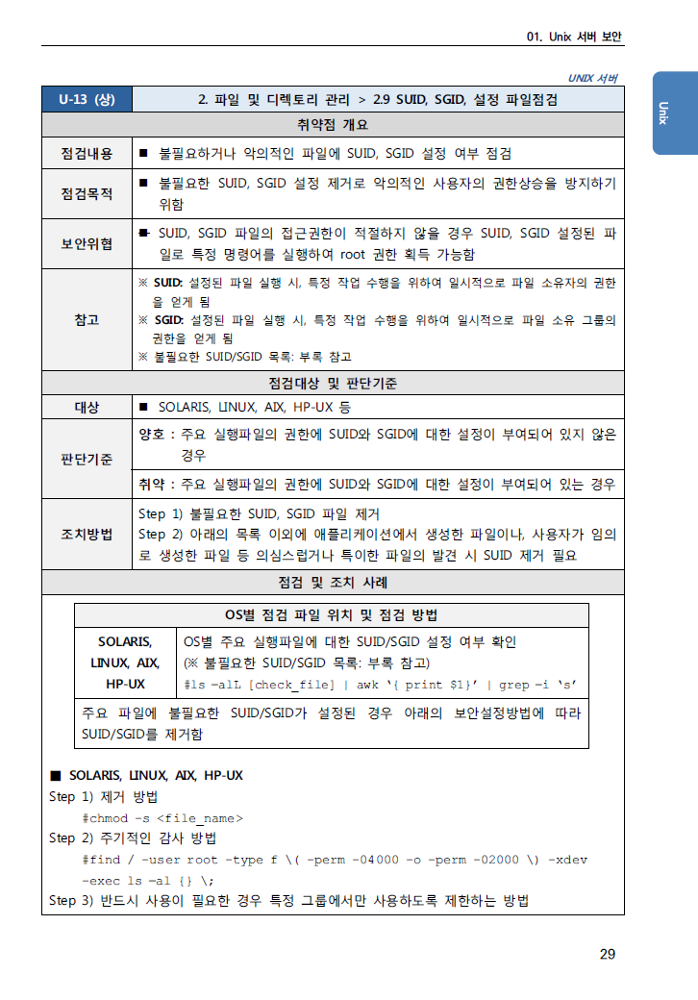 01. Unix 서버 보안
Unix
UNIX 서버
U-13 (상)
2. 파일 및 디렉토리 관리 > 2.9 SUID, SGID, 설정 파일점검
취약점 개요
점검내용
■ 불필요하거나 악의적인 파일에 SUID, SGID 설정 여부 점검
점검목적
■ 불필요한 SUID, SGID 설정 제거로 악의적인 사용자의 권한상승을 방지하기
위함
보안위협
■ SUID, SGID 파일의 접근권한이 적절하지 않을 경우 SUID, SGID 설정된 파
일로 특정 명령어를 실행하여 root 권한 획득 가능함
참고
※ SUID: 설정된 파일 실행 시, 특정 작업 수행을 위하여 일시적으로 파일 소유자의 권한
을 얻게 됨
※ SGID: 설정된 파일 실행 시, 특정 작업 수행을 위하여 일시적으로 파일 소유 그룹의
권한을 얻게 됨
※ 불필요한 SUID/SGID 목록: 부록 참고
점검대상 및 판단기준
대상
■ SOLARIS, LINUX, AIX, HP-UX 등
판단기준
양호 : 주요 실행파일의 권한에 SUID와 SGID에 대한 설정이 부여되어 있지 않은
경우
취약 : 주요 실행파일의 권한에 SUID와 SGID에 대한 설정이 부여되어 있는 경우
조치방법
Step 1) 불필요한 SUID, SGID 파일 제거
Step 2) 아래의 목록 이외에 애플리케이션에서 생성한 파일이나, 사용자가 임의
로 생성한 파일 등 의심스럽거나 특이한 파일의 발견 시 SUID 제거 필요
점검 및 조치 사례
OS별 점검 파일 위치 및 점검 방법
SOLARIS,
LINUX, AIX,
HP-UX
OS별 주요 실행파일에 대한 SUID/SGID 설정 여부 확인
(※ 불필요한 SUID/SGID 목록: 부록 참고)
#ls –alL [check_file] | awk ‘{ print $1}’ | grep –i ‘s’
주요 파일에 불필요한 SUID/SGID가 설정된 경우 아래의 보안설정방법에 따라
SUID/SGID를 제거함
■ SOLARIS, LINUX, AIX, HP-UX
Step 1) 제거 방법
#chmod -s <file_name>
Step 2) 주기적인 감사 방법
#find / -user root -type f \( -perm -04000 -o -perm -02000 \) -xdev
-exec ls –al {} \;
Step 3) 반드시 사용이 필요한 경우 특정 그룹에서만 사용하도록 제한하는 방법
29